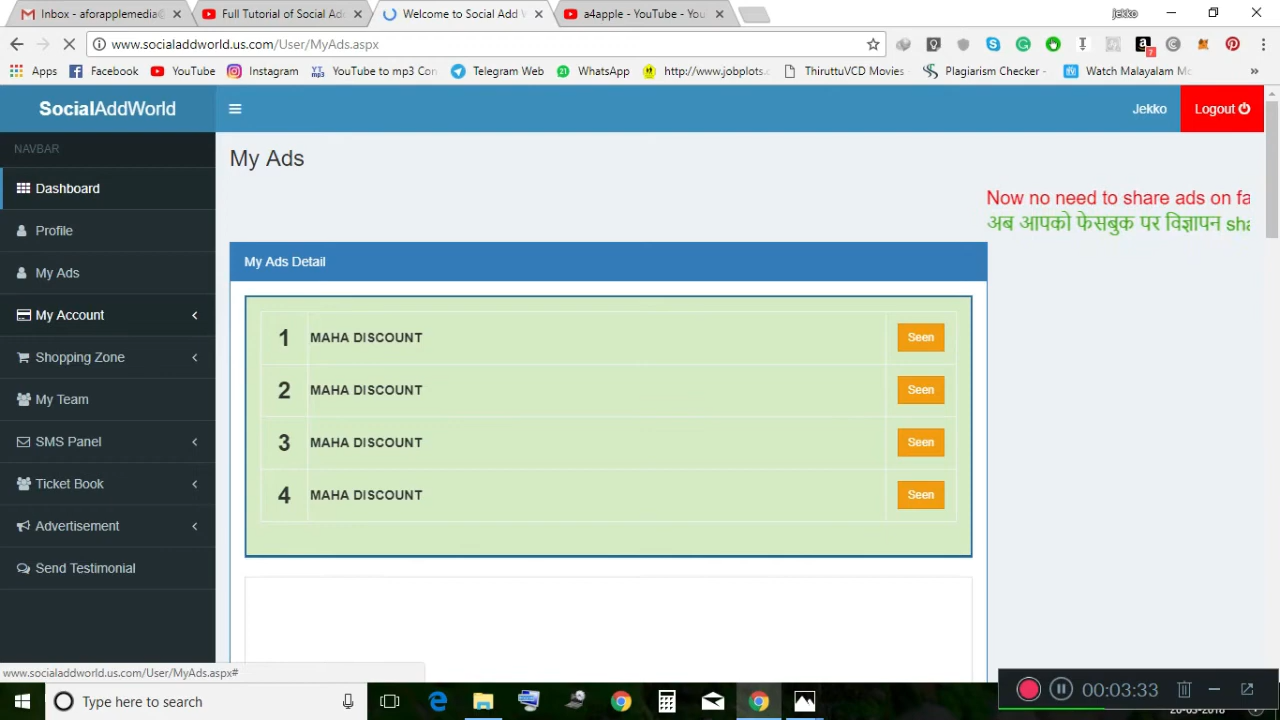 Inbox - aforapplemedia@
Full Tutorial of Social Ad
Welcome to Social Add W
a4apple - YouTube - You
jekko
www.socialaddworld.us.com/User/MyAds.aspx
7
Apps
Facebook
YouTube
Instagram
YouTube to mp3 Con
Telegram Web
21 WhatsApp
http://www.jobplots.
ThiruttuVCD Movies
Plagiarism Checker -
Watch Malayalam Mo
»
SocialAddWorld
Jekko
Logout
NAVBAR
My Ads
Dashboard
Now no need to share ads on fa
अब आपको फेसबुक पर विज्ञापन sha
Profile
My Ads Detail
My Ads
My Account
Shopping Zone
My Team
SMS Panel
Ticket Book
Advertisement
Send Testimonial
1 MAHA DISCOUNT Seen
2 MAHA DISCOUNT Seen
3 MAHA DISCOUNT Seen
4 MAHA DISCOUNT Seen
www.socialaddworld.us.com/User/MyAds.aspx#
00:03:33
Type here to search